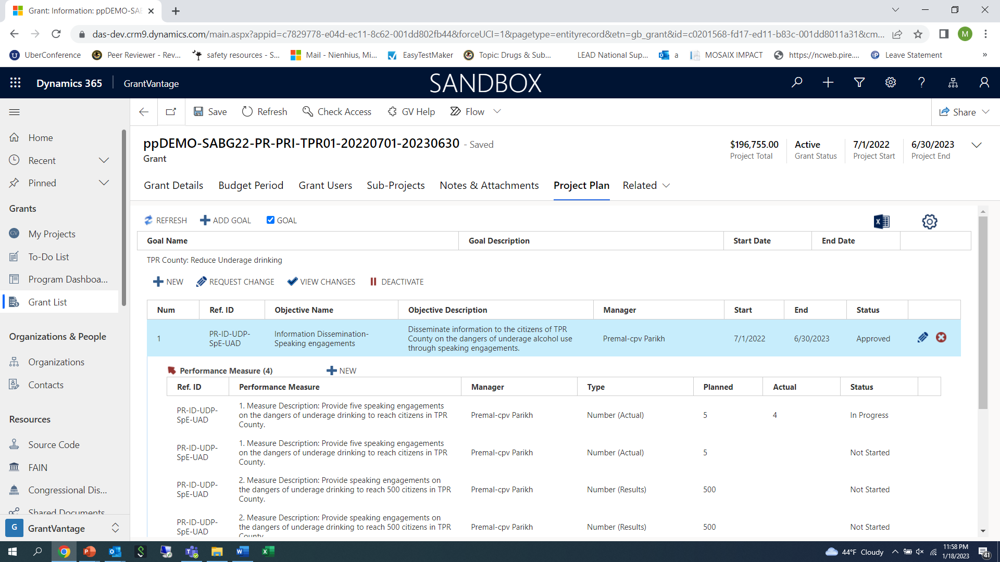 Grant: Information: ppDEMO-SAB
das-dev.crm9.dynamics.com/main.aspx?appid=c7829778-e04d-ec11-8c62-001dd802fb44&forceUCI=1&pagetype=entityrecord&etn=gb_grant&id=c0201568-fd17-ed11-b83c-001dd8011a31&cm...
M
UberConference
Peer Reviewer - Rev...
safety resources - S...
Mail - Nienhius, Mi...
EasyTestMaker
Topic: Drugs & Sub...
LEAD National Sup...
a
MOSAIX IMPACT
https://ncweb.pire....
Leave Statement
»
Dynamics 365
GrantVantage
SANDBOX
Save
Refresh
Check Access
GV Help
Flow
Share
Home
Recent
Pinned
Grants
My Projects
To-Do List
Program Dashboa...
Grant List
Organizations & People
Organizations
Contacts
Resources
Source Code
FAIN
Congressional Dis...
Shared Documents
G GrantVantage
ppDEMO-SABG22-PR-PRI-TPR01-20220701-20230630 - Saved
Grant
$196,755.00
Project Total
Active
Grant Status
7/1/2022
Project Start
6/30/2023
Project End
Grant Details
Budget Period
Grant Users
Sub-Projects
Notes & Attachments
Project Plan
Related
REFRESH
ADD GOAL
GOAL
Goal Name
Goal Description
Start Date
End Date
TPR County: Reduce Underage drinking
NEW
REQUEST CHANGE
VIEW CHANGES
DEACTIVATE
Num
Ref. ID
Objective Name
Objective Description
Manager
Start
End
Status
1
PR-ID-UDP-
SpE-UAD
Information Dissemination-
Speaking engagements
Disseminate information to the citizens of TPR
County on the dangers of underage alcohol use
through speaking engagements.
Premal-cpv Parikh
7/1/2022
6/30/2023
Approved
Performance Measure (4)
NEW
Ref. ID
Performance Measure
Manager
Type
Planned
Actual
Status
PR-ID-UDP-
SpE-UAD
1. Measure Description: Provide five speaking engagements
on the dangers of underage drinking to reach citizens in TPR
County.
Premal-cpv Parikh
Number (Actual)
5
4
In Progress
PR-ID-UDP-
SpE-UAD
1. Measure Description: Provide five speaking engagements
on the dangers of underage drinking to reach citizens in TPR
County.
Premal-cpv Parikh
Number (Actual)
5
Not Started
PR-ID-UDP-
SpE-UAD
2. Measure Description: Provide speaking engagements on
the dangers of underage drinking to reach 500 citizens in TPR
County.
Premal-cpv Parikh
Number (Results)
500
Not Started
PR-ID-UDP-
SpE-UAD
2. Measure Description: Provide speaking engagements on
the dangers of underage drinking to reach 500 citizens in TPR
County.
Premal-cpv Parikh
Number (Results)
500
Not Started
44°F Cloudy
11:58 PM
1/18/2023
41